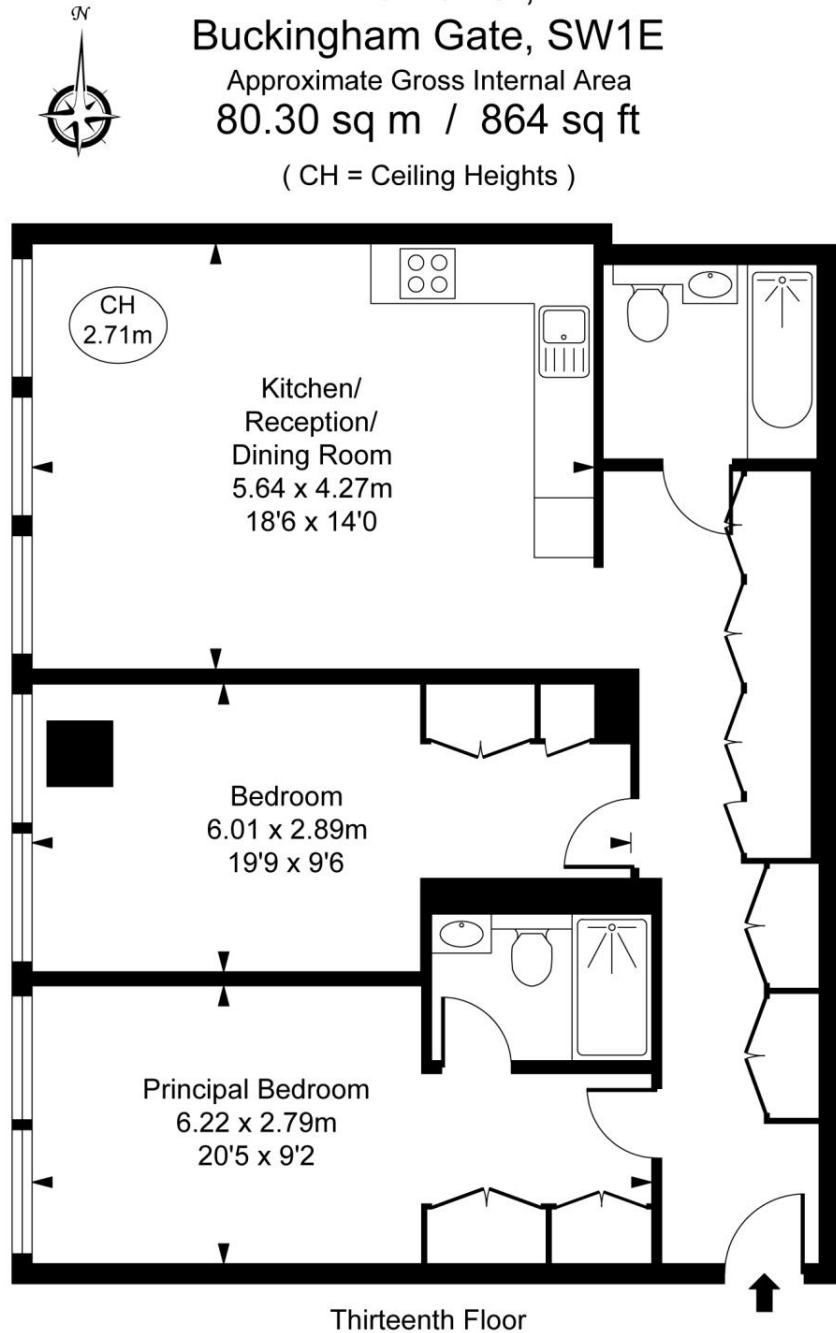 N
Buckingham Gate, SW1E
Approximate Gross Internal Area
80.30 sq m / 864 sq ft
( CH = Ceiling Heights )
CH
2.71m
Kitchen/
Reception/
Dining Room
5.64 x 4.27m
18'6 x 14'0
Bedroom
6.01 x 2.89m
19'9 x 9'6
Principal Bedroom
6.22 x 2.79m
20'5 x 9'2
Thirteenth Floor